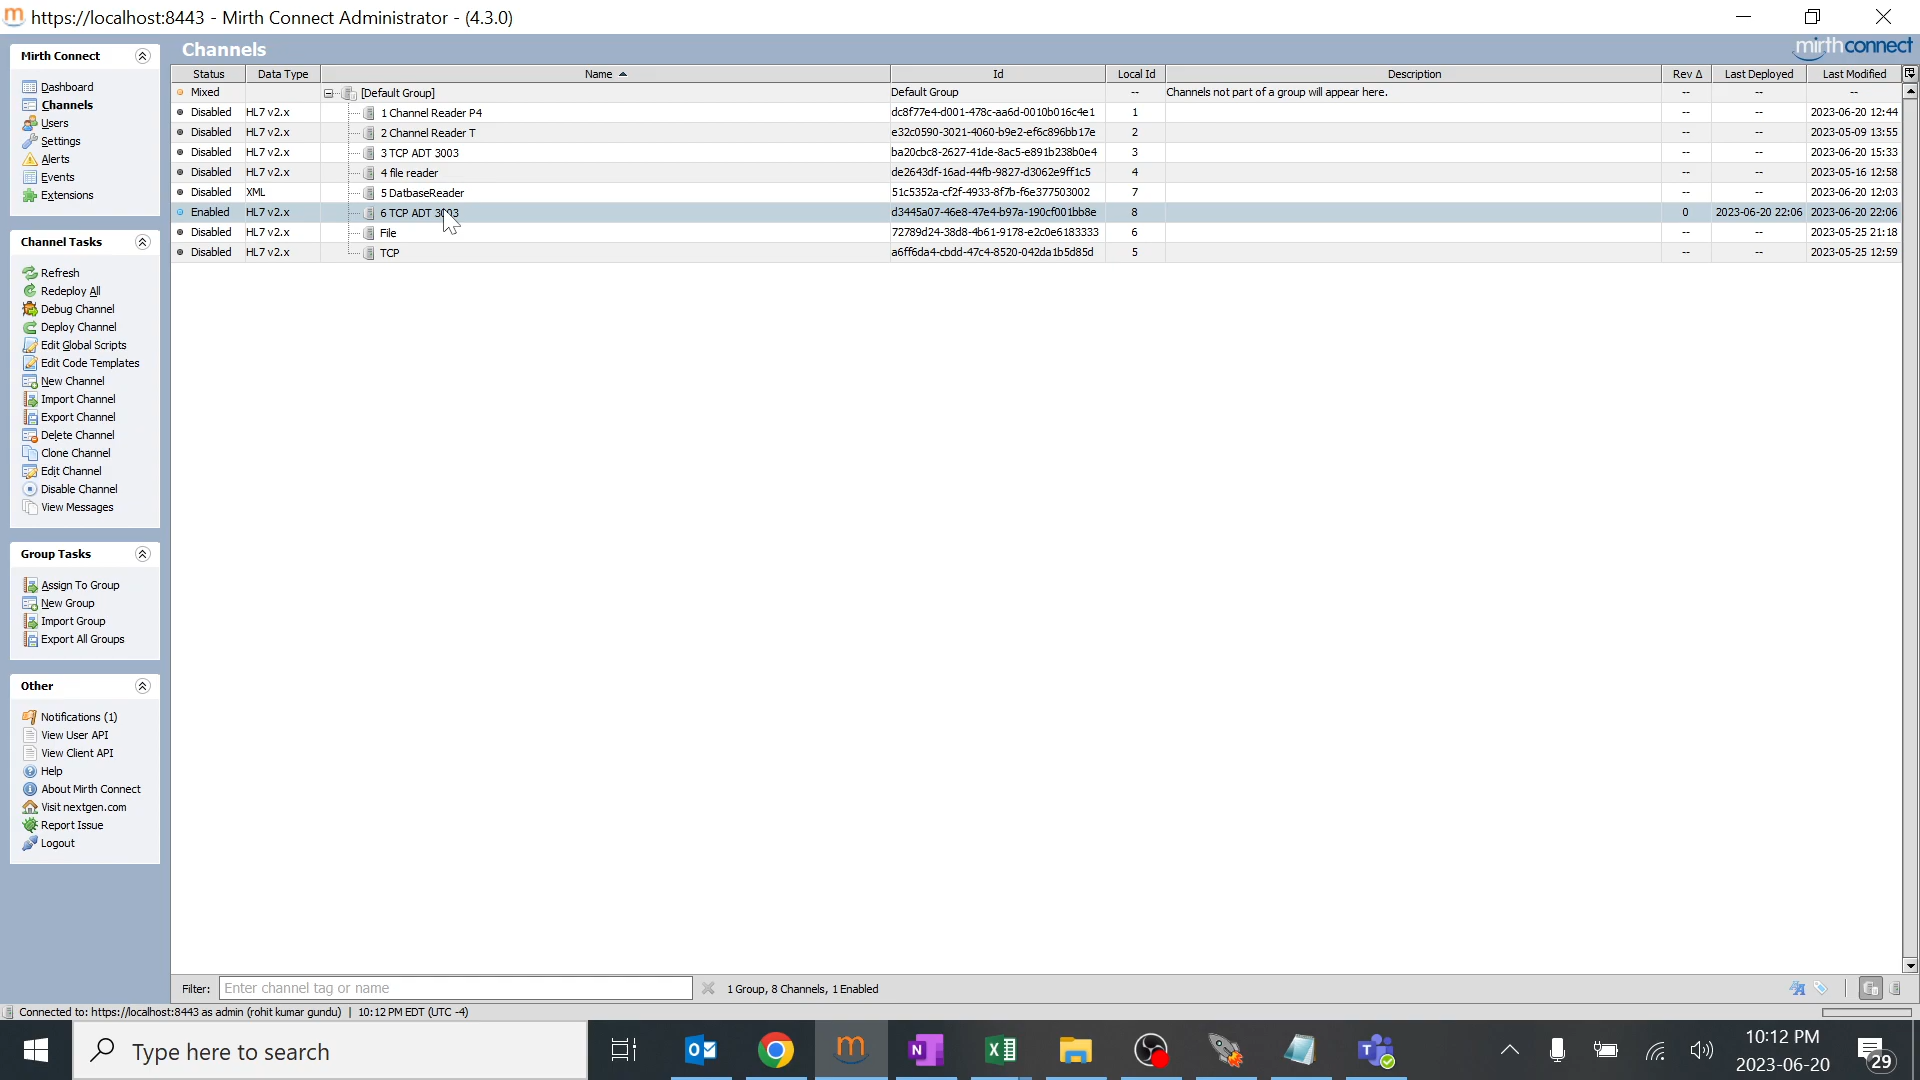 https://localhost:8443 - Mirth Connect Administrator - (4.3.0)
Mirth Connect
Dashboard
Channels
Users
Settings
Alerts
Events
Extensions
Channel Tasks
Refresh
Redeploy All
Debug Channel
Deploy Channel
Edit Global Scripts
Edit Code Templates
New Channel
Import Channel
Export Channel
Delete Channel
Clone Channel
Edit Channel
Disable Channel
View Messages
Group Tasks
Assign To Group
New Group
Import Group
Export All Groups
Other
Notifications (1)
View User API
View Client API
Help
About Mirth Connect
Visit nextgen.com
Report Issue
Logout
Channels
mirthconnect
Status Data Type Name Id Local Id Description Rev Δ Last Deployed Last Modified
Mixed [Default Group] Default Group -- Channels not part of a group will appear here. -- -- --
Disabled HL7 v2.x 1 Channel Reader P4 dc8f77e4-d001-478c-aa6d-0010b016c4e1 1 -- -- 2023-06-20 12:44
Disabled HL7 v2.x 2 Channel Reader T e32c0590-3021-4060-b9e2-ef6c896bb17e 2 -- -- 2023-05-09 13:55
Disabled HL7 v2.x 3 TCP ADT 3003 ba20cbc8-2627-41de-8ac5-e891b238b0e4 3 -- -- 2023-06-20 15:33
Disabled HL7 v2.x 4 file reader de2643df-16ad-44fb-9827-d3062e9ff1c5 4 -- -- 2023-05-16 12:58
Disabled XML 5 DatbaseReader 51c5352a-cf2f-4933-8f7b-f6e377503002 7 -- -- 2023-06-20 12:03
Enabled HL7 v2.x 6 TCP ADT 3003 d3445a07-46e8-47e4-b97a-190cf001bb8e 8 0 2023-06-20 22:06 2023-06-20 22:06
Disabled HL7 v2.x File 72789d24-38d8-4b61-9178-e2c0e6183333 6 -- -- 2023-05-25 21:18
Disabled HL7 v2.x TCP a6ff6da4-cbdd-47c4-8520-042da1b5d85d 5 -- -- 2023-05-25 12:59
Filter: Enter channel tag or name 1 Group, 8 Channels, 1 Enabled
Connected to: https://localhost:8443 as admin (rohit kumar gundu) | 10:12 PM EDT (UTC -4)
Type here to search
10:12 PM
2023-06-20
29